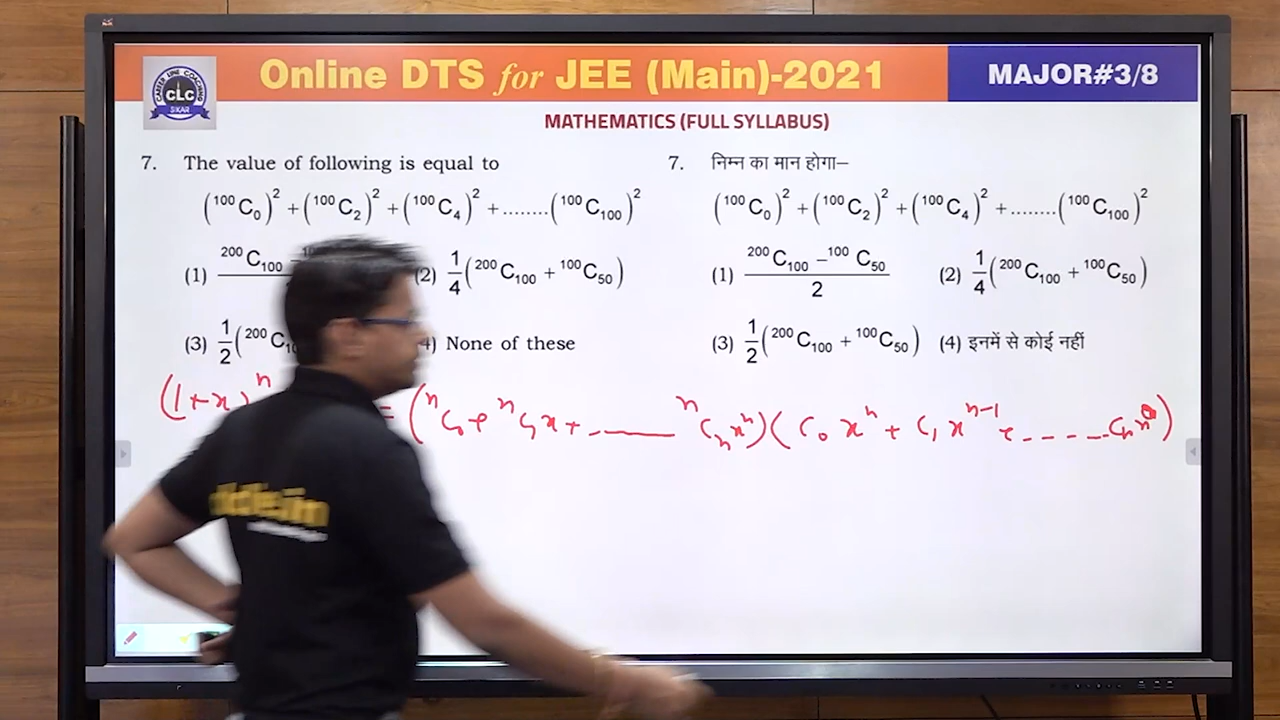 Online DTS for JEE (Main)-2021
MAJOR#3/8
CLC
SIKAR
MATHEMATICS (FULL SYLLABUS)
7. The value of following is equal to
(¹⁰⁰C₀)² + (¹⁰⁰C₂)² + (¹⁰⁰C₄)² + ........(¹⁰⁰C₁₀₀)²
(1) ²⁰⁰C₁₀₀
(2) 1/4(²⁰⁰C₁₀₀ + ¹⁰⁰C₅₀)
(3) 1/2(²⁰⁰C
None of these
7. निम्न का मान होगा–
(¹⁰⁰C₀)² + (¹⁰⁰C₂)² + (¹⁰⁰C₄)² + ........(¹⁰⁰C₁₀₀)²
(1) (²⁰⁰C₁₀₀ – ¹⁰⁰C₅₀)/2
(2) 1/4(²⁰⁰C₁₀₀ + ¹⁰⁰C₅₀)
(3) 1/2(²⁰⁰C₁₀₀ + ¹⁰⁰C₅₀)
(4) इनमें से कोई नहीं
(1+x)ⁿ = (ⁿC₀ + ⁿC₁x + ------ ⁿCₙxⁿ)(C₀xⁿ + C₁xⁿ⁻¹ + -----